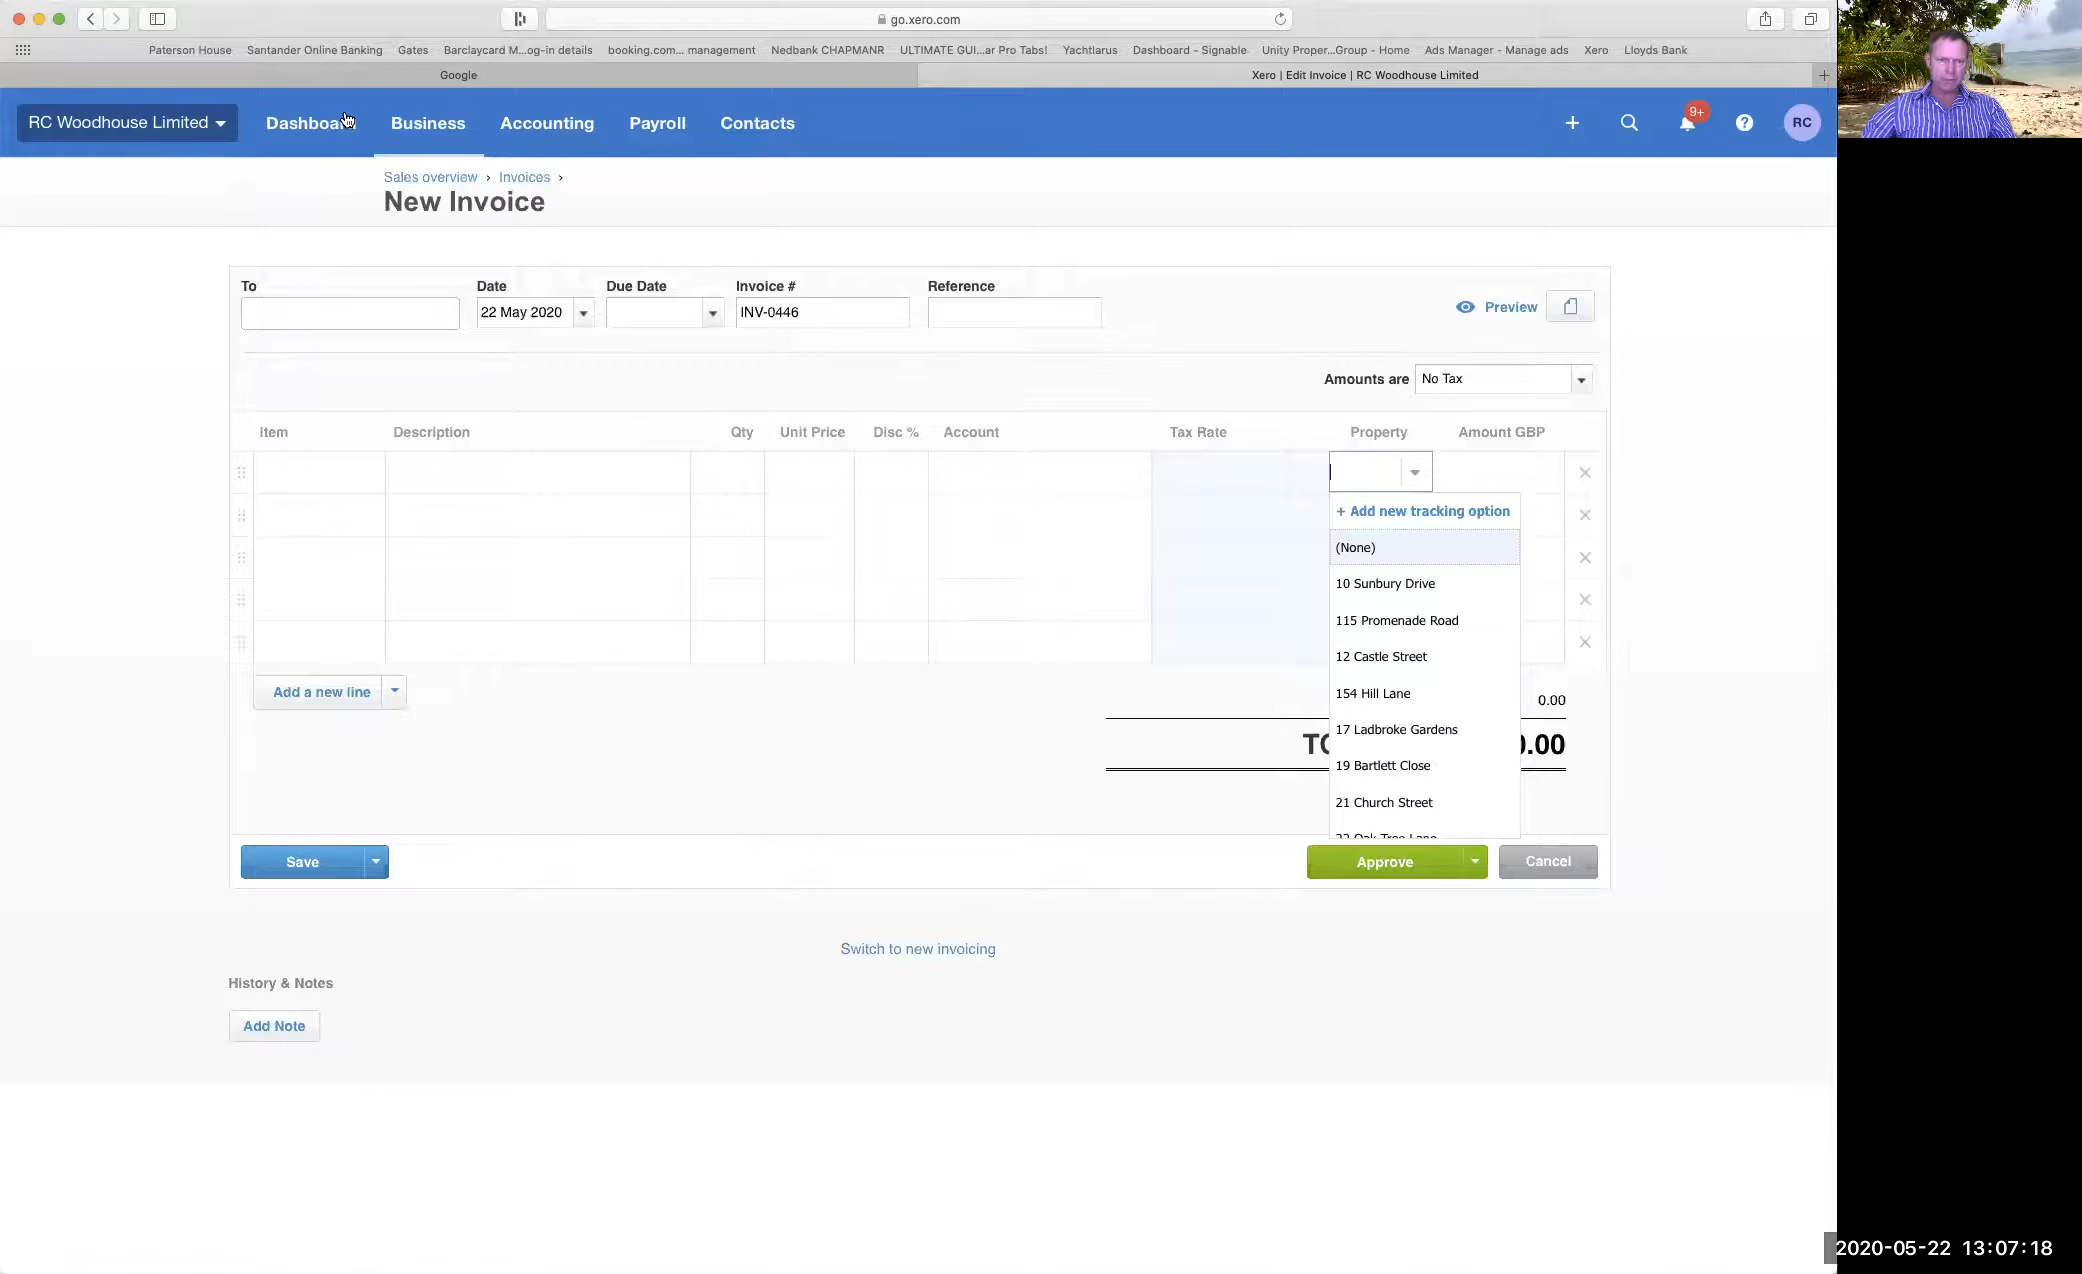 go.xero.com
Paterson House
Santander Online Banking
Gates
Barclaycard M...og-in details
booking.com... management
Nedbank CHAPMANR
ULTIMATE GUI...ar Pro Tabs!
Yachtiarus
Dashboard - Signable
Unity Proper...Group - Home
Ads Manager - Manage ads
Xero
Lloyds Bank
Google
Xero | Edit Invoice | RC Woodhouse Limited
RC Woodhouse Limited
Dashboard
Business
Accounting
Payroll
Contacts
9+
RC
Sales overview › Invoices ›
New Invoice
To
Date
Due Date
Invoice #
Reference
22 May 2020
INV-0446
Preview
Amounts are
No Tax
Item
Description
Qty
Unit Price
Disc %
Account
Tax Rate
Property
Amount GBP
+ Add new tracking option
(None)
10 Sunbury Drive
115 Promenade Road
12 Castle Street
154 Hill Lane
17 Ladbroke Gardens
19 Bartlett Close
21 Church Street
Add a new line
0.00
TO
0.00
Save
Approve
Cancel
Switch to new invoicing
History & Notes
Add Note
2020-05-22 13:07:18